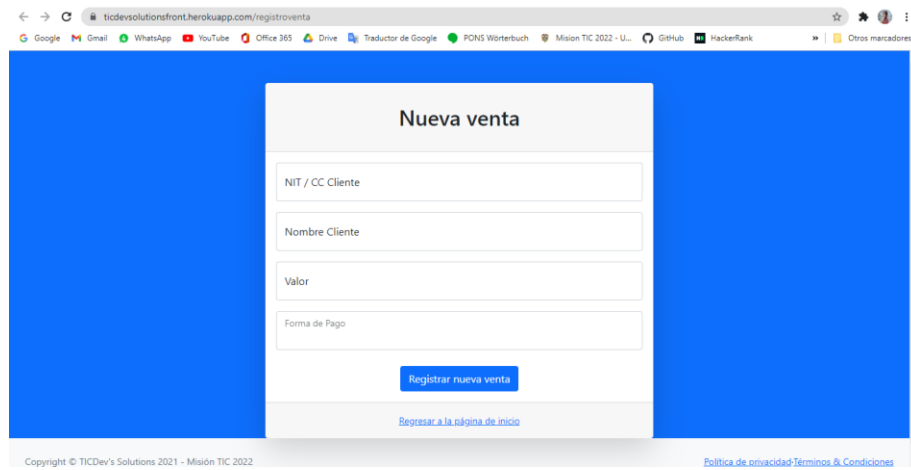 ticdevsolutionsfront.herokuapp.com/registroventa
Google Gmail WhatsApp YouTube Office 365 Drive Traductor de Google PONS Wörterbuch Mision TIC 2022 - U... GitHub HackerRank » Otros marcadores
Nueva venta
NIT / CC Cliente
Nombre Cliente
Valor
Forma de Pago
Registrar nueva venta
Regresar a la página de inicio
Copyright © TICDev's Solutions 2021 - Misión TIC 2022 Política de privacidad·Términos & Condiciones